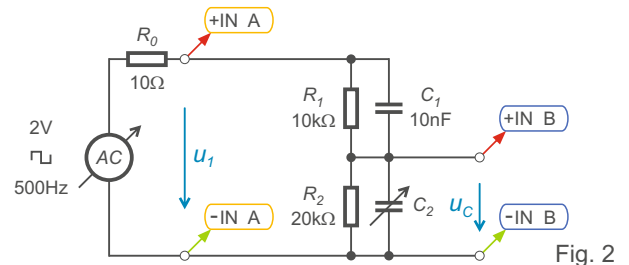 +IN A
R0
10Ω
2V
AC
500Hz
u1
R1
10kΩ
C1
10nF
+IN B
R2
20kΩ
C2
uC
-IN A
-IN B
Fig. 2